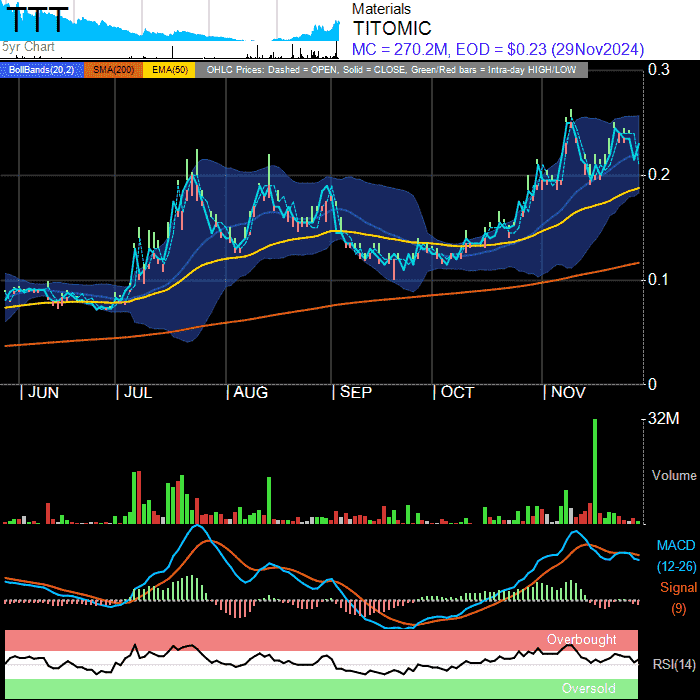 TTT
5yr Chart
Materials
TITOMIC
MC = 270.2M, EOD = $0.23 (29Nov2024)
BollBands(20,2) SMA(200) EMA(50) OHLC Prices: Dashed = OPEN, Solid = CLOSE, Green/Red bars = Intra-day HIGH/LOW
0.3
0.2
0.1
0
| JUN | JUL | AUG | SEP | OCT | NOV
32M
Volume
MACD
(12-26)
Signal
(9)
Overbought
RSI(14)
Oversold